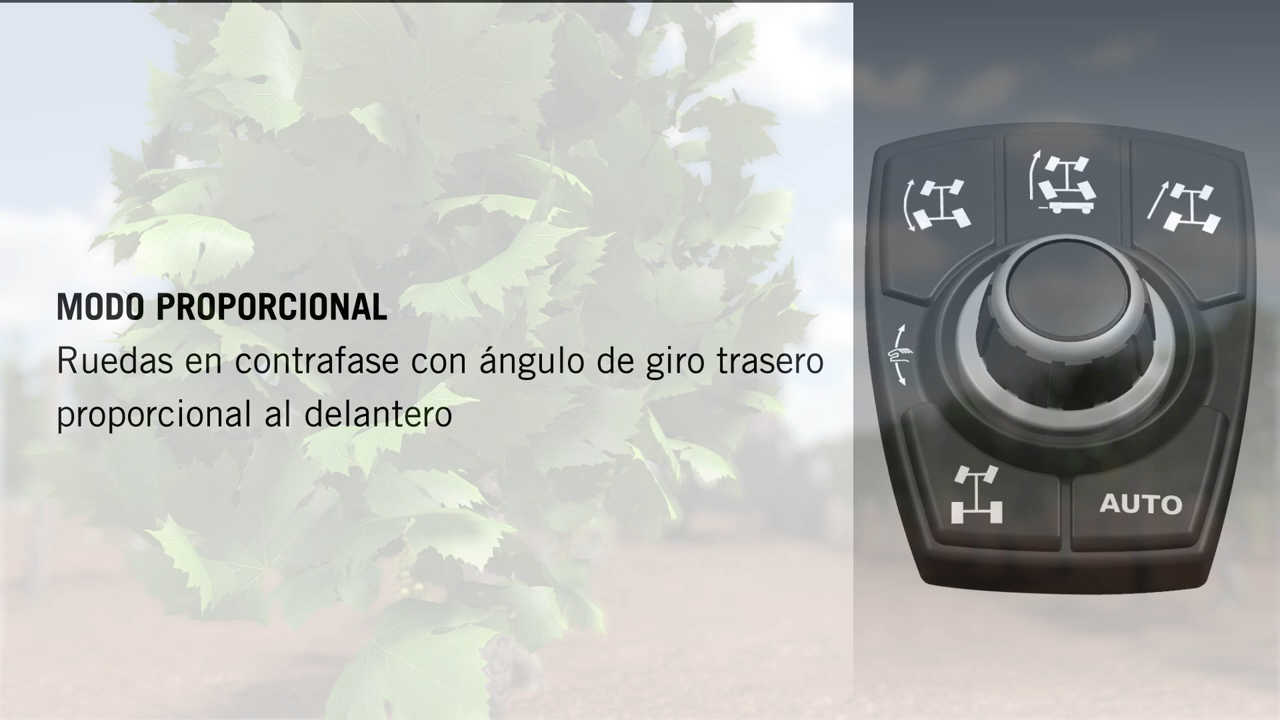 MODO PROPORCIONAL
Ruedas en contrafase con ángulo de giro trasero
proporcional al delantero
AUTO